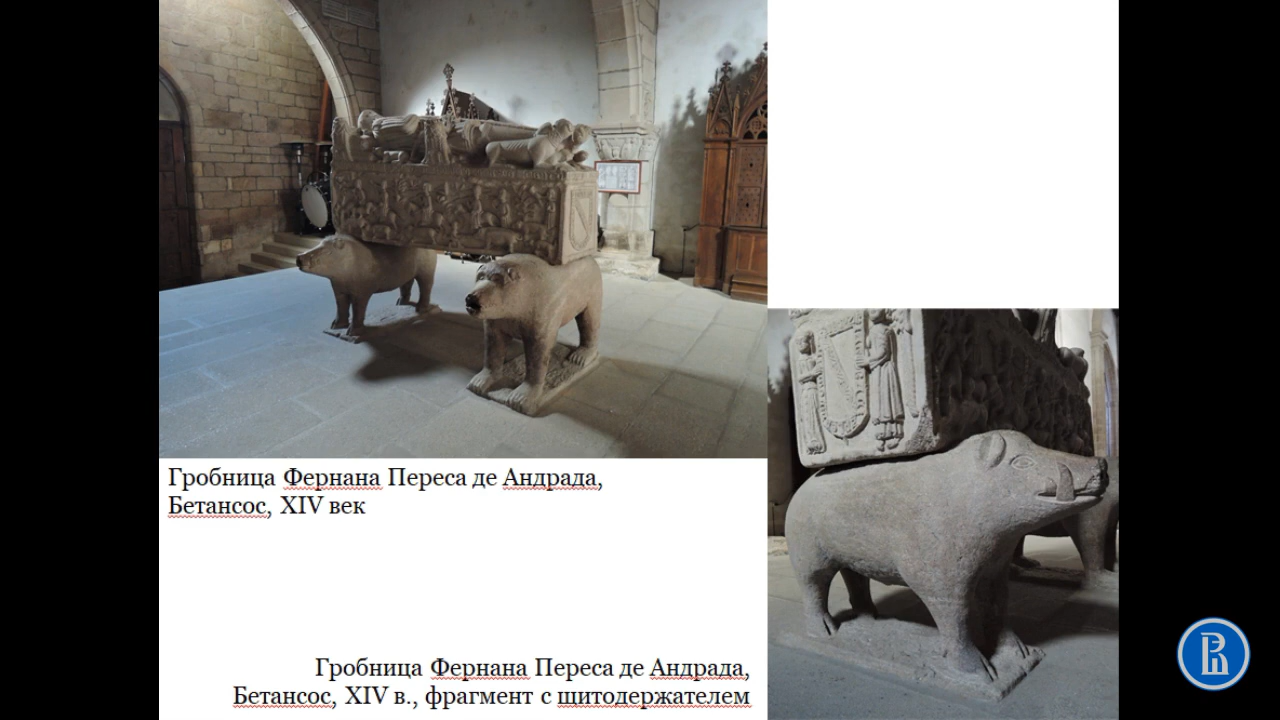 Гробница Фернана Переса де Андрада,
Бетансос, XIV век
Гробница Фернана Переса де Андрада,
Бетансос, XIV в., фрагмент с щитодержателем